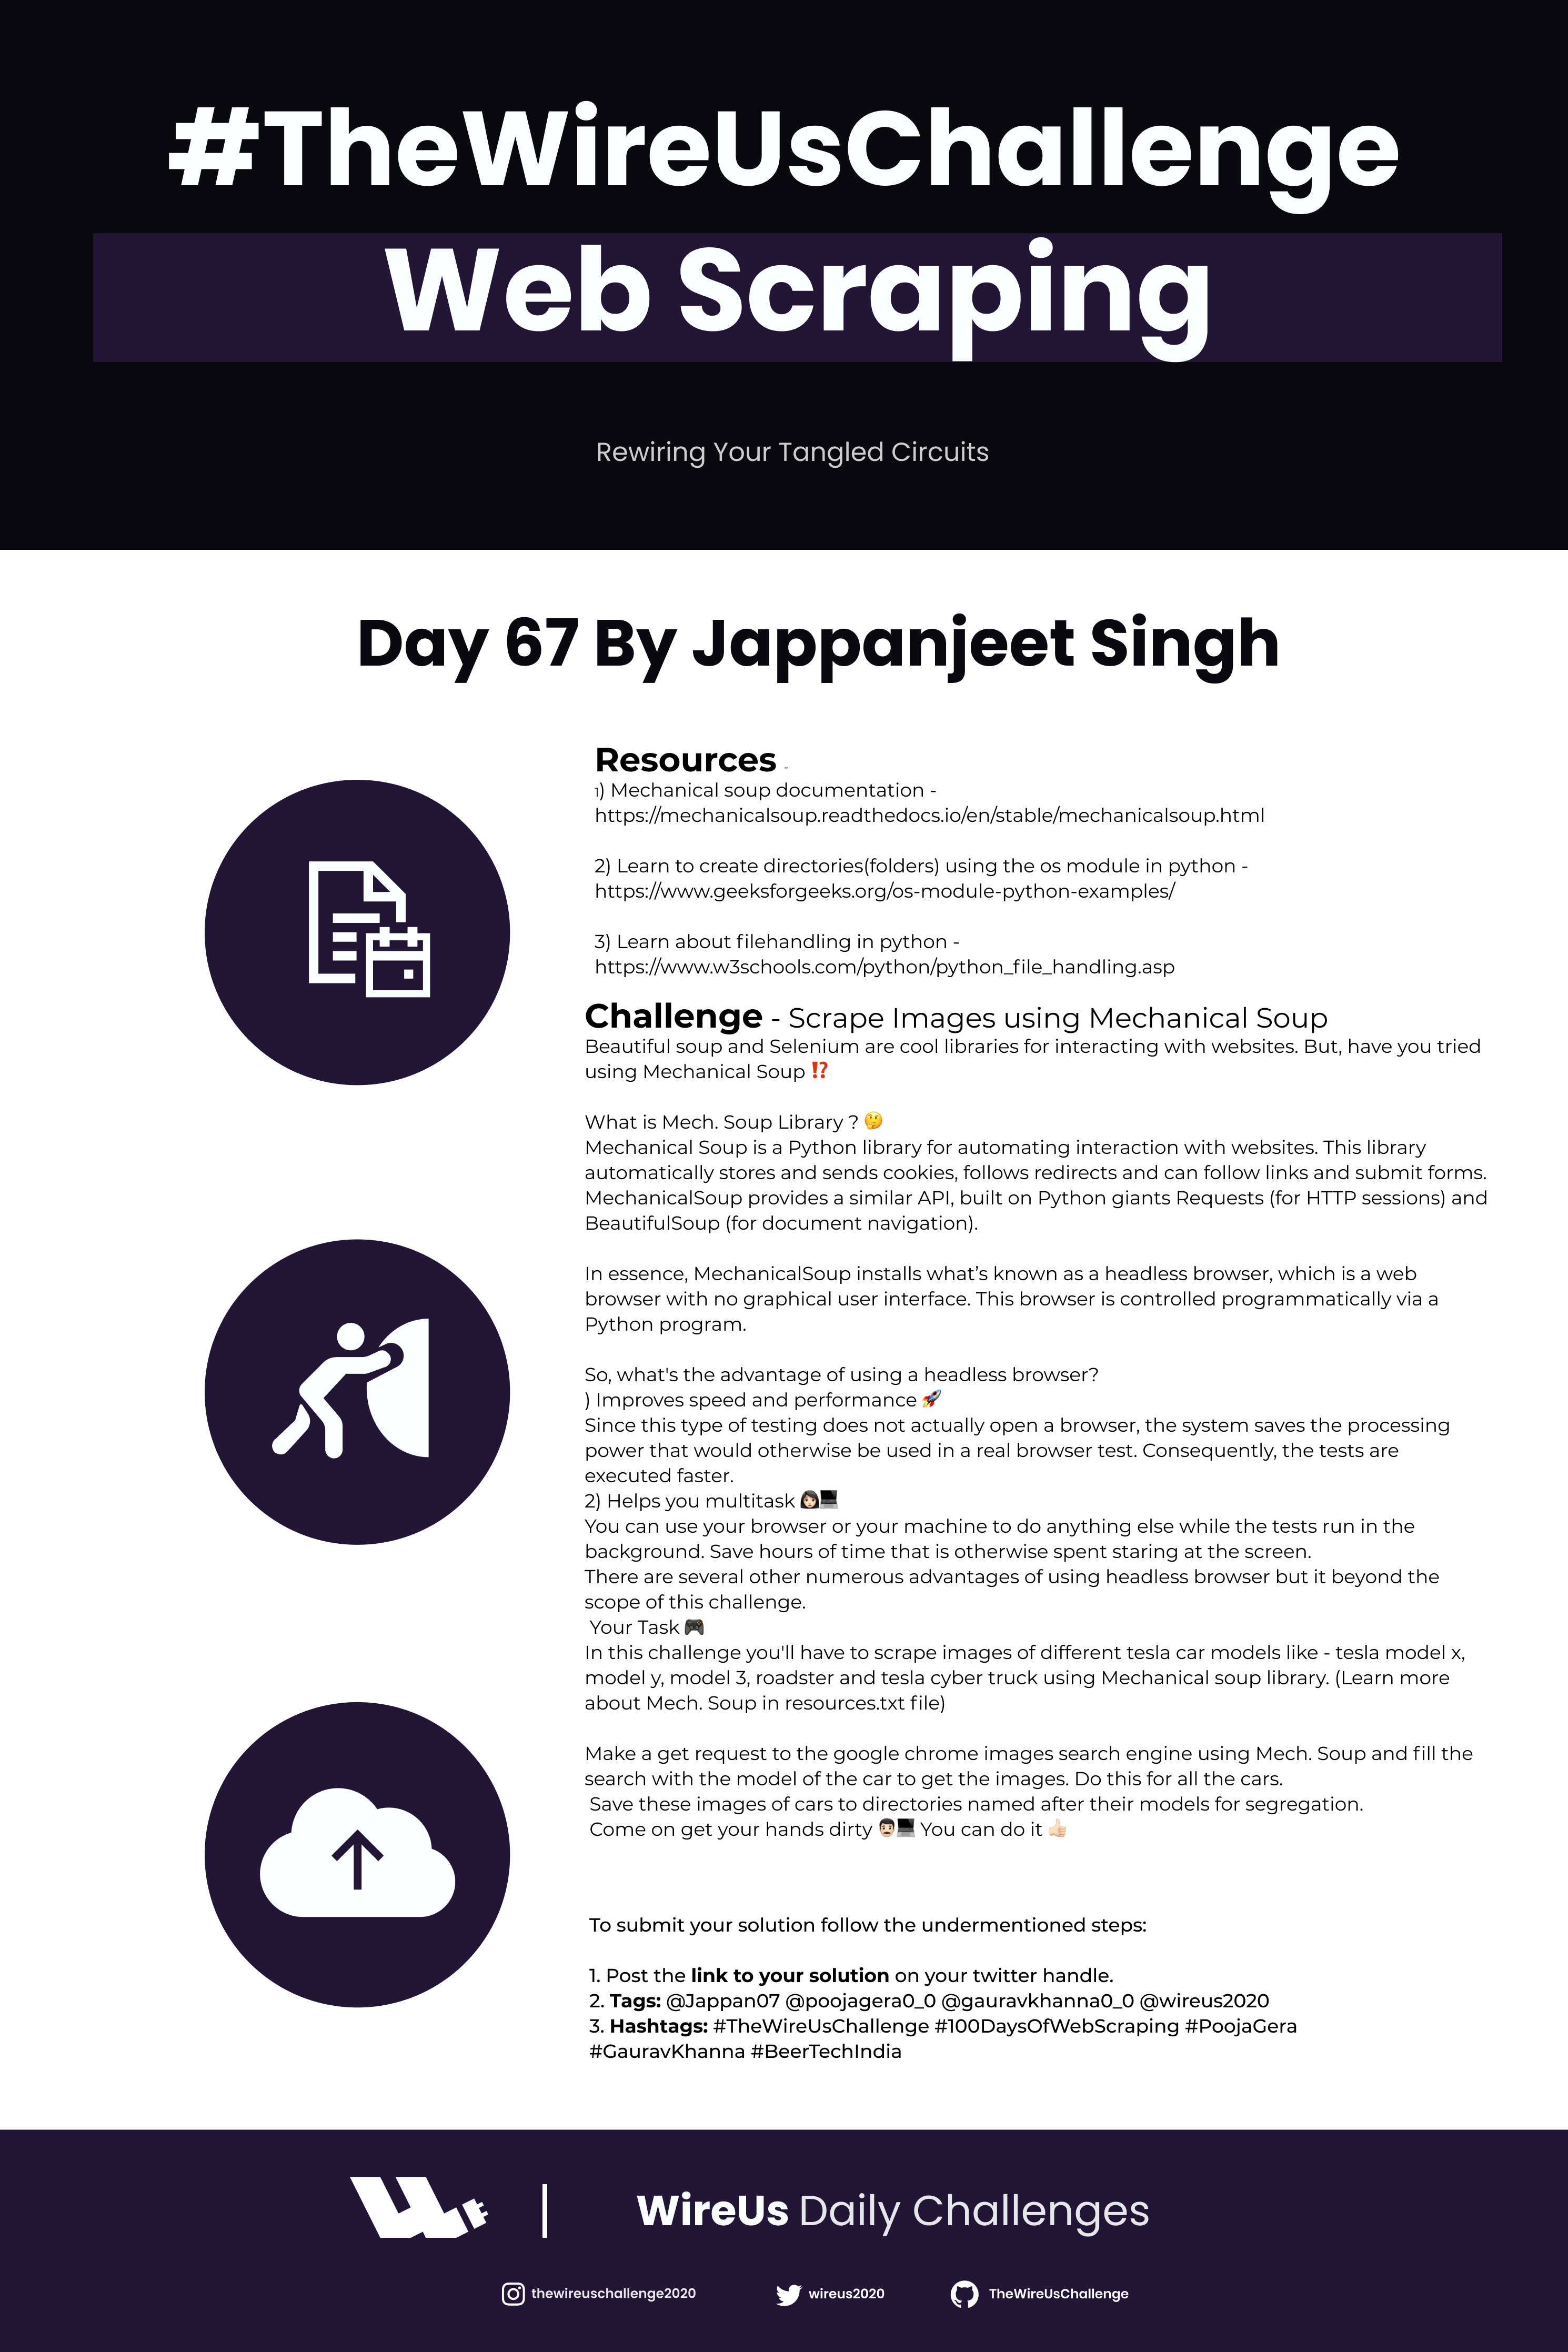 #TheWireUsChallenge
Web Scraping
Rewiring Your Tangled Circuits
Day 67 By Jappanjeet Singh
Resources -
1) Mechanical soup documentation -
https://mechanicalsoup.readthedocs.io/en/stable/mechanicalsoup.html
2) Learn to create directories(folders) using the os module in python -
https://www.geeksforgeeks.org/os-module-python-examples/
3) Learn about filehandling in python -
https://www.w3schools.com/python/python_file_handling.asp
Challenge - Scrape Images using Mechanical Soup
Beautiful soup and Selenium are cool libraries for interacting with websites. But, have you tried
using Mechanical Soup ⁉️
What is Mech. Soup Library ? 🤔
Mechanical Soup is a Python library for automating interaction with websites. This library
automatically stores and sends cookies, follows redirects and can follow links and submit forms.
MechanicalSoup provides a similar API, built on Python giants Requests (for HTTP sessions) and
BeautifulSoup (for document navigation).
In essence, MechanicalSoup installs what’s known as a headless browser, which is a web
browser with no graphical user interface. This browser is controlled programmatically via a
Python program.
So, what's the advantage of using a headless browser?
) Improves speed and performance 🚀
Since this type of testing does not actually open a browser, the system saves the processing
power that would otherwise be used in a real browser test. Consequently, the tests are
executed faster.
2) Helps you multitask 👩🏻‍💻
You can use your browser or your machine to do anything else while the tests run in the
background. Save hours of time that is otherwise spent staring at the screen.
There are several other numerous advantages of using headless browser but it beyond the
scope of this challenge.
Your Task 🎮
In this challenge you'll have to scrape images of different tesla car models like - tesla model x,
model y, model 3, roadster and tesla cyber truck using Mechanical soup library. (Learn more
about Mech. Soup in resources.txt file)
Make a get request to the google chrome images search engine using Mech. Soup and fill the
search with the model of the car to get the images. Do this for all the cars.
Save these images of cars to directories named after their models for segregation.
Come on get your hands dirty 👨🏻‍💻 You can do it 👍🏻
To submit your solution follow the undermentioned steps:
1. Post the link to your solution on your twitter handle.
2. Tags: @Jappan07 @poojagera0_0 @gauravkhanna0_0 @wireus2020
3. Hashtags: #TheWireUsChallenge #100DaysOfWebScraping #PoojaGera
#GauravKhanna #BeerTechIndia
WireUs Daily Challenges
thewireuschallenge2020
wireus2020
TheWireUsChallenge